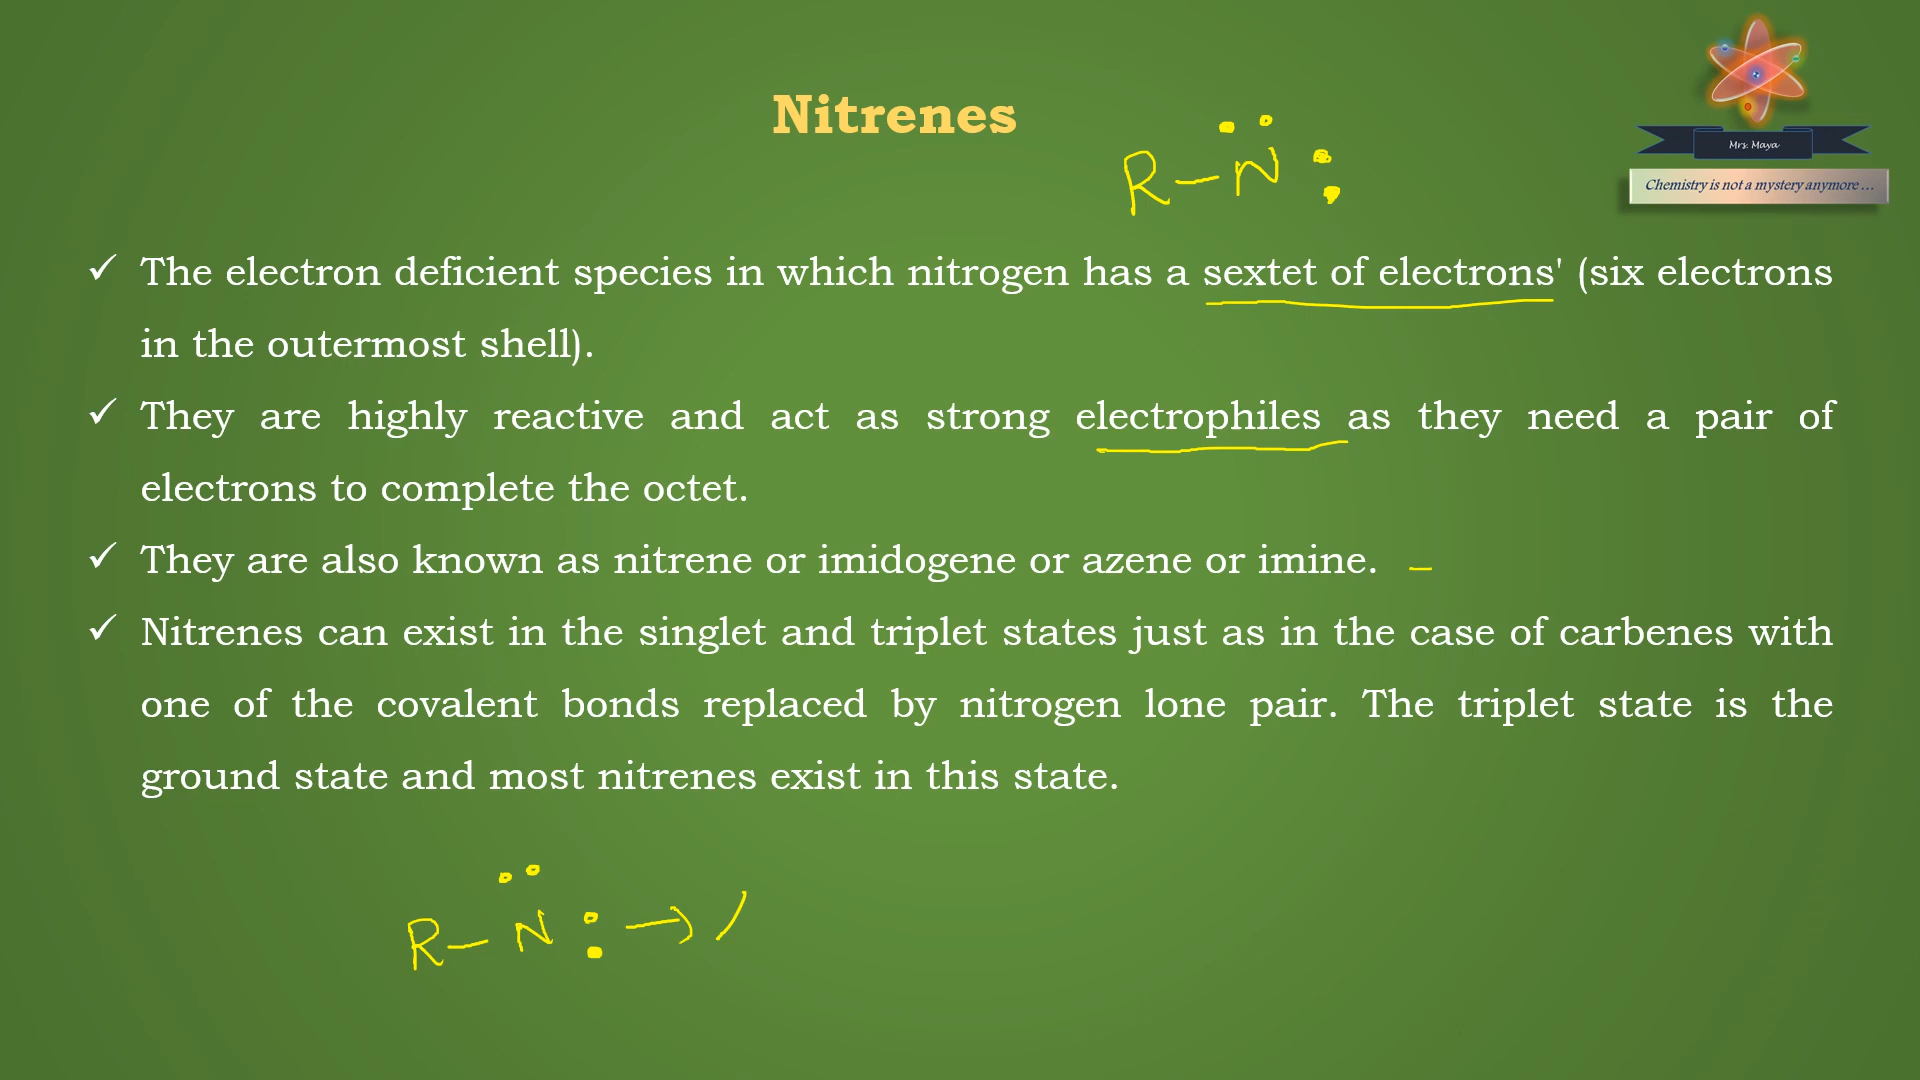 Nitrenes
R–N̈:
Mrs. Maya
Chemistry is not a mystery anymore ...
✓ The electron deficient species in which nitrogen has a sextet of electrons' (six electrons
in the outermost shell).
✓ They are highly reactive and act as strong electrophiles as they need a pair of
electrons to complete the octet.
✓ They are also known as nitrene or imidogene or azene or imine.
✓ Nitrenes can exist in the singlet and triplet states just as in the case of carbenes with
one of the covalent bonds replaced by nitrogen lone pair. The triplet state is the
ground state and most nitrenes exist in this state.
R–N̈: →